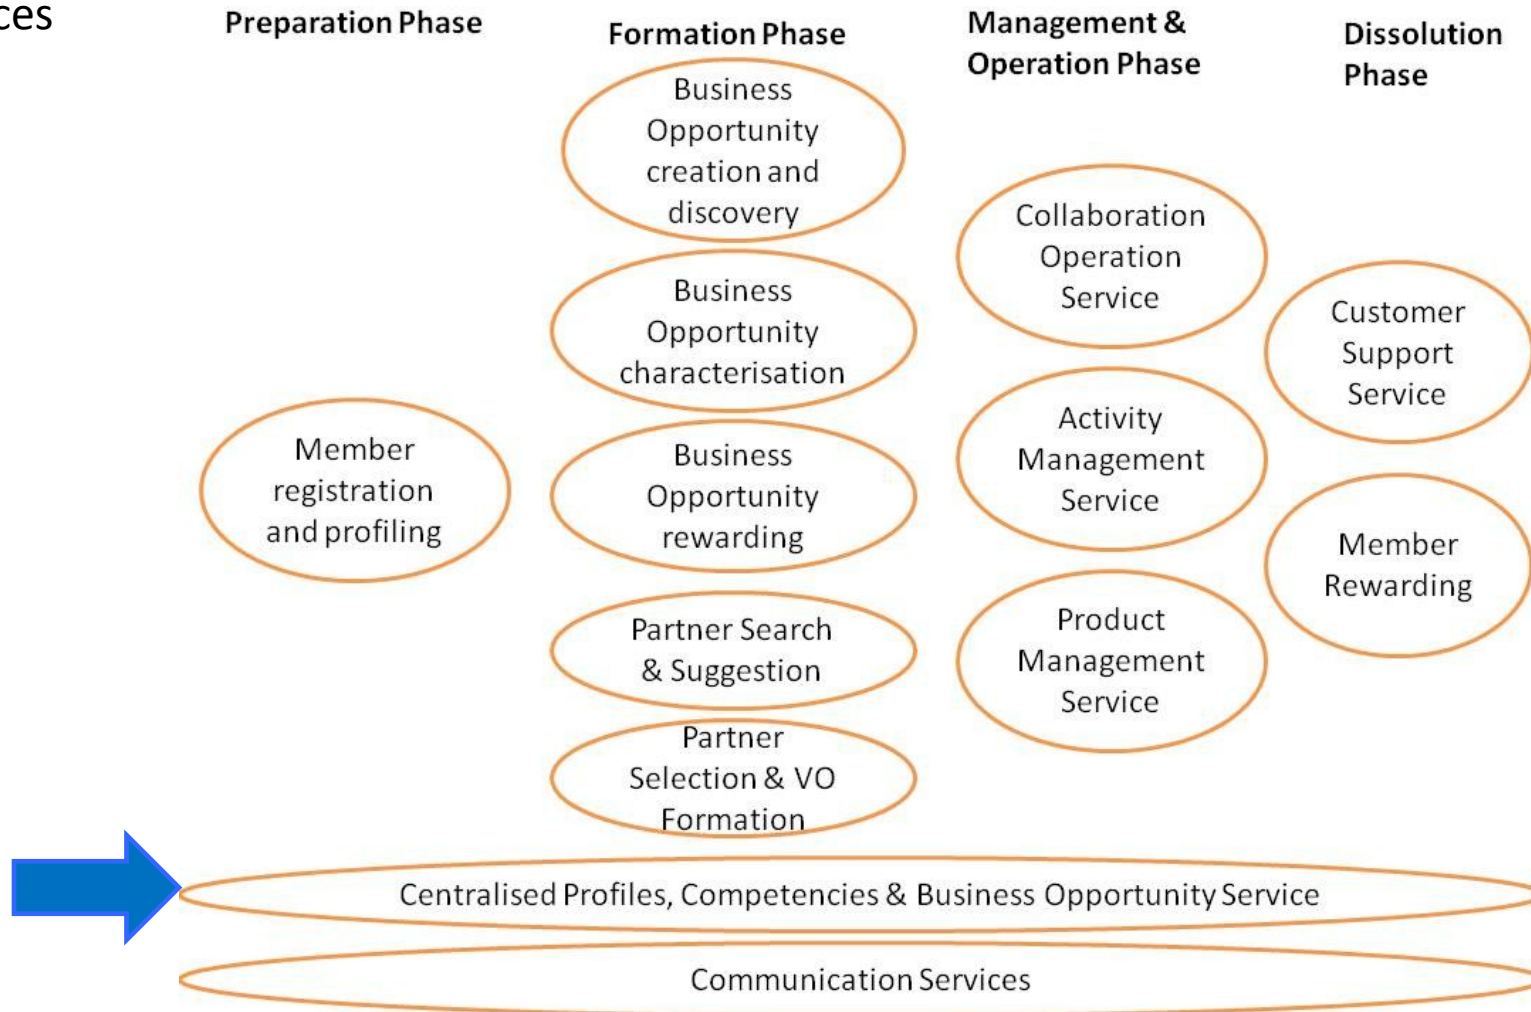 ces
Preparation Phase
Formation Phase
Management &
Operation Phase
Dissolution
Phase
Member
registration
and profiling
Business
Opportunity
creation and
discovery
Business
Opportunity
characterisation
Business
Opportunity
rewarding
Partner Search
& Suggestion
Partner
Selection & VO
Formation
Collaboration
Operation
Service
Activity
Management
Service
Product
Management
Service
Customer
Support
Service
Member
Rewarding
Centralised Profiles, Competencies & Business Opportunity Service
Communication Services